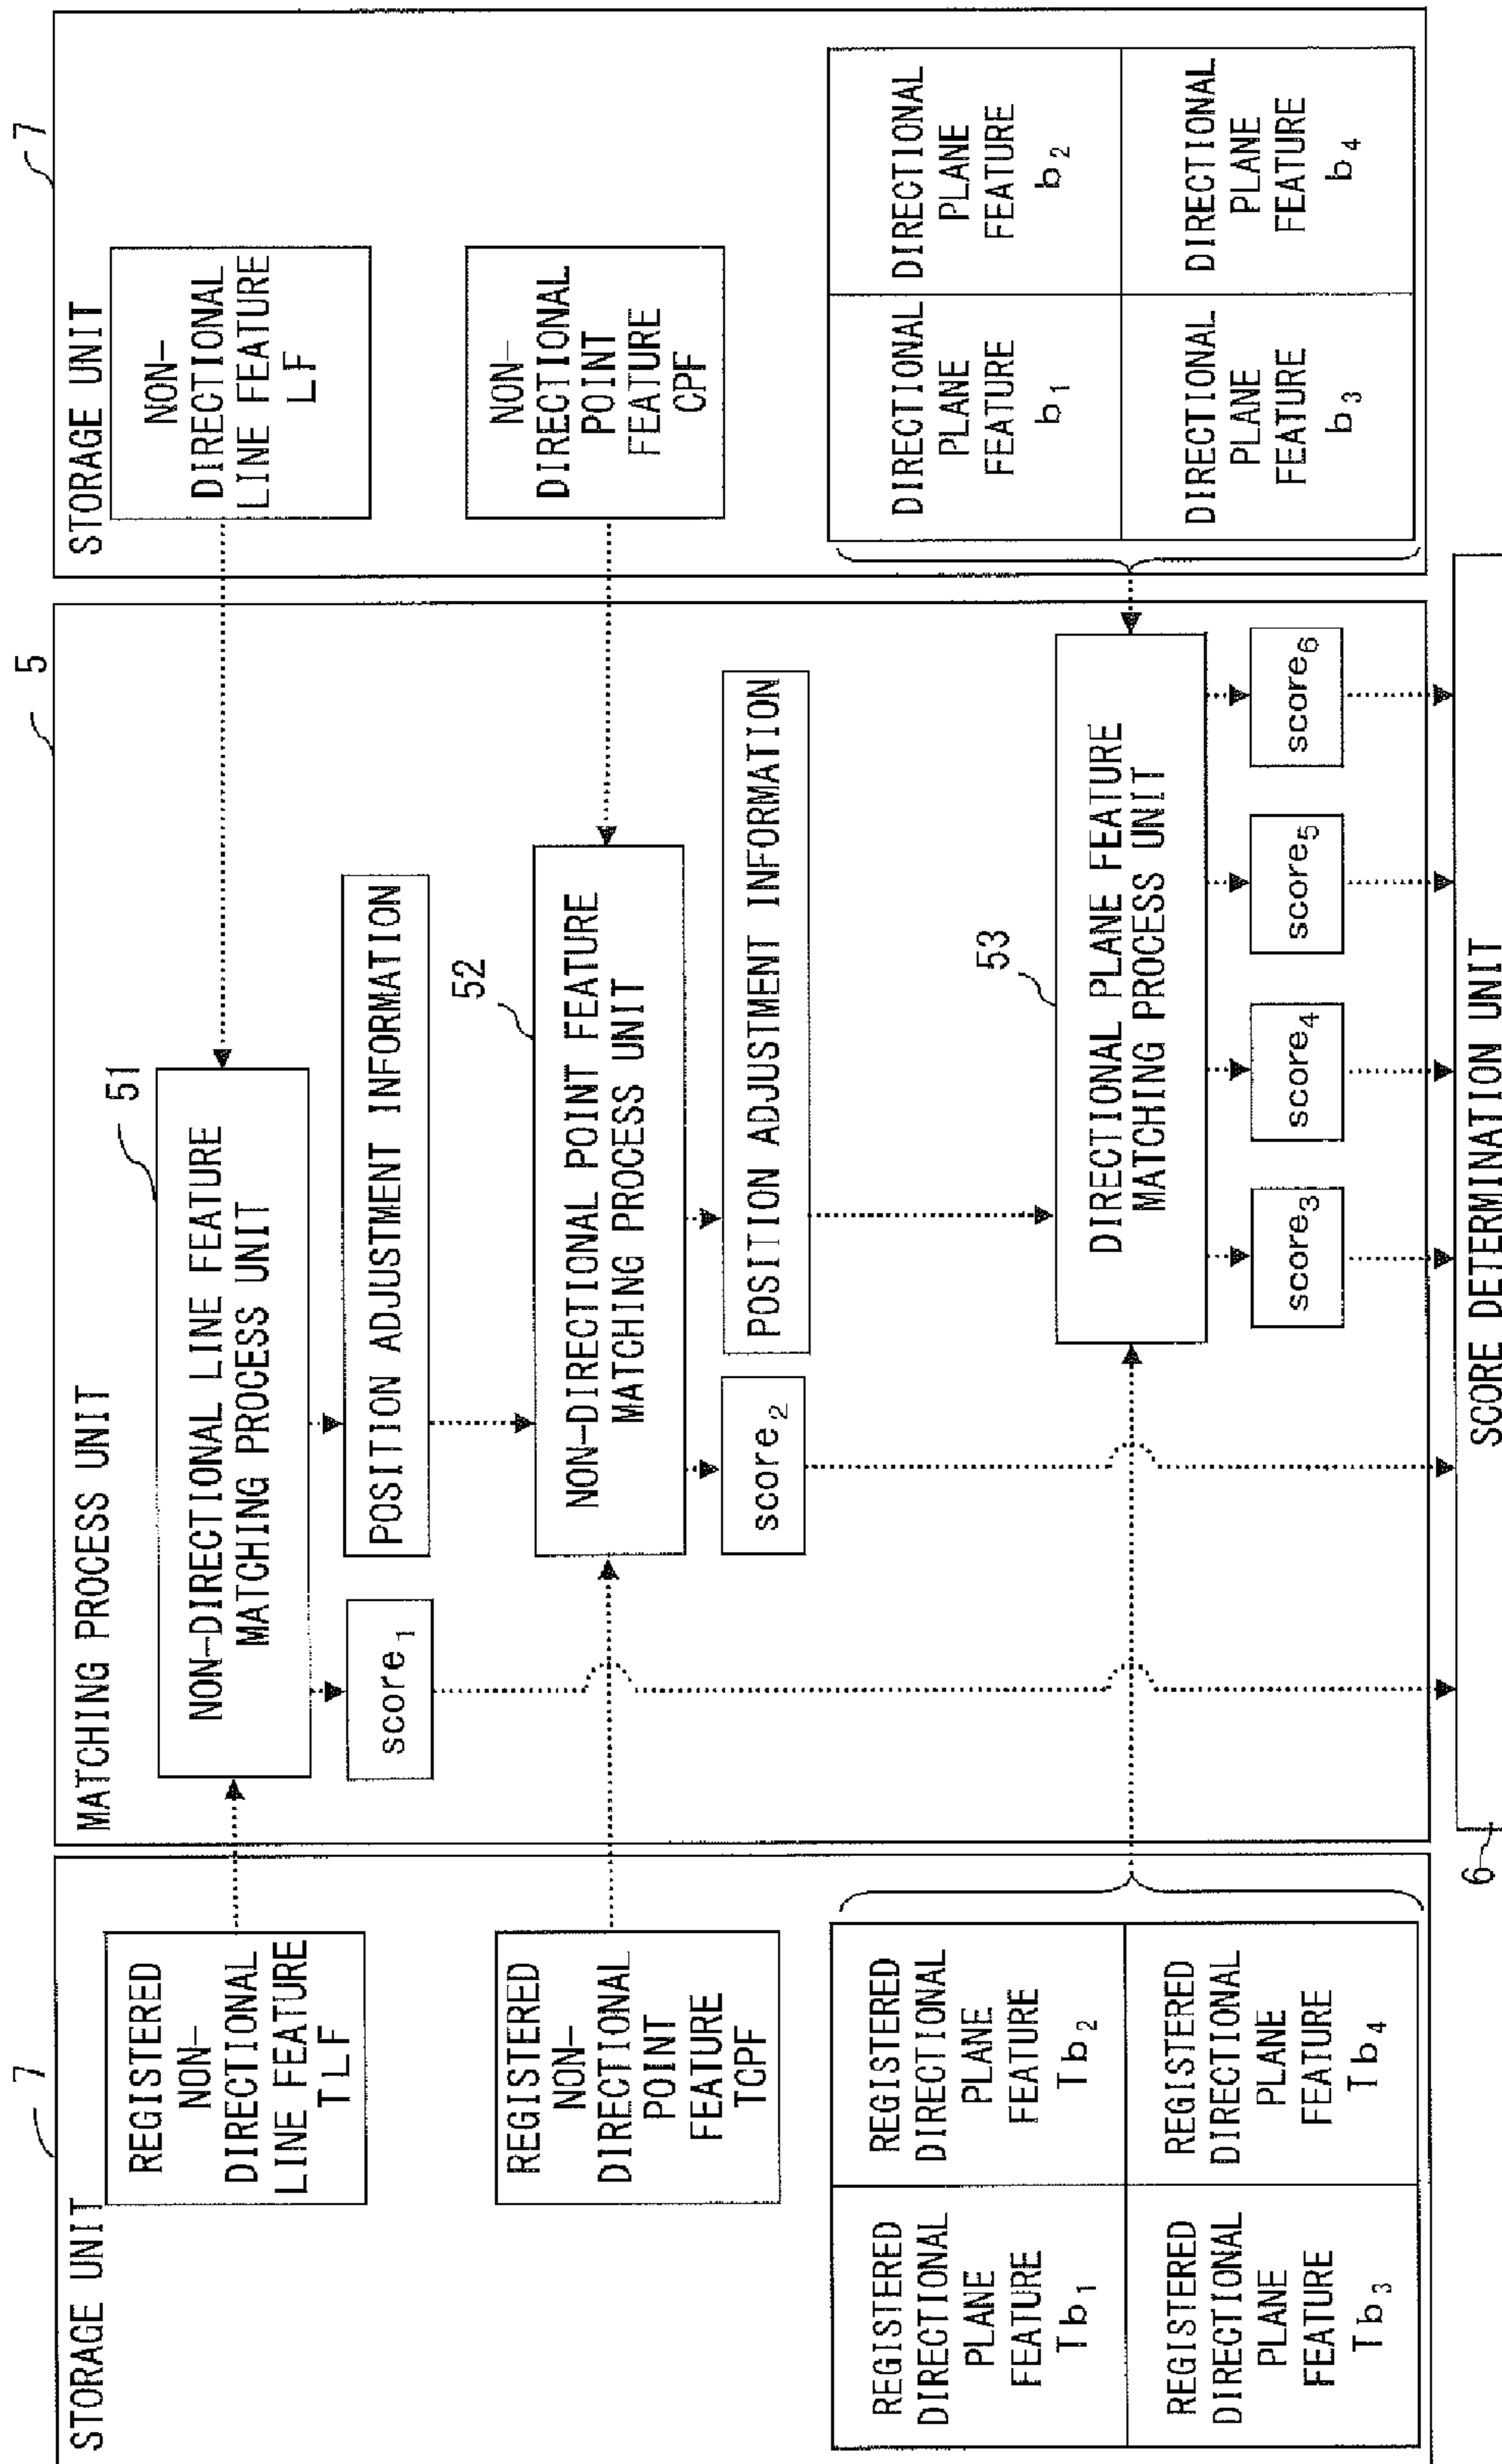 7
STORAGE UNIT
REGISTERED
NON-
DIRECTIONAL
LINE FEATURE
TLF
REGISTERED
NON-
DIRECTIONAL
POINT
FEATURE
TCPF
REGISTERED
DIRECTIONAL
PLANE
FEATURE
Tb1
REGISTERED
DIRECTIONAL
PLANE
FEATURE
Tb2
REGISTERED
DIRECTIONAL
PLANE
FEATURE
Tb3
REGISTERED
DIRECTIONAL
PLANE
FEATURE
Tb4
5
MATCHING PROCESS UNIT
51
NON-DIRECTIONAL LINE FEATURE
MATCHING PROCESS UNIT
score1
POSITION ADJUSTMENT INFORMATION
52
NON-DIRECTIONAL POINT FEATURE
MATCHING PROCESS UNIT
score2
POSITION ADJUSTMENT INFORMATION
53
DIRECTIONAL PLANE FEATURE
MATCHING PROCESS UNIT
score3
score4
score5
score6
7
STORAGE UNIT
NON-
DIRECTIONAL
LINE FEATURE
LF
NON-
DIRECTIONAL
POINT
FEATURE
CPF
DIRECTIONAL
PLANE
FEATURE
b1
DIRECTIONAL
PLANE
FEATURE
b2
DIRECTIONAL
PLANE
FEATURE
b3
DIRECTIONAL
PLANE
FEATURE
b4
6
SCORE DETERMINATION UNIT